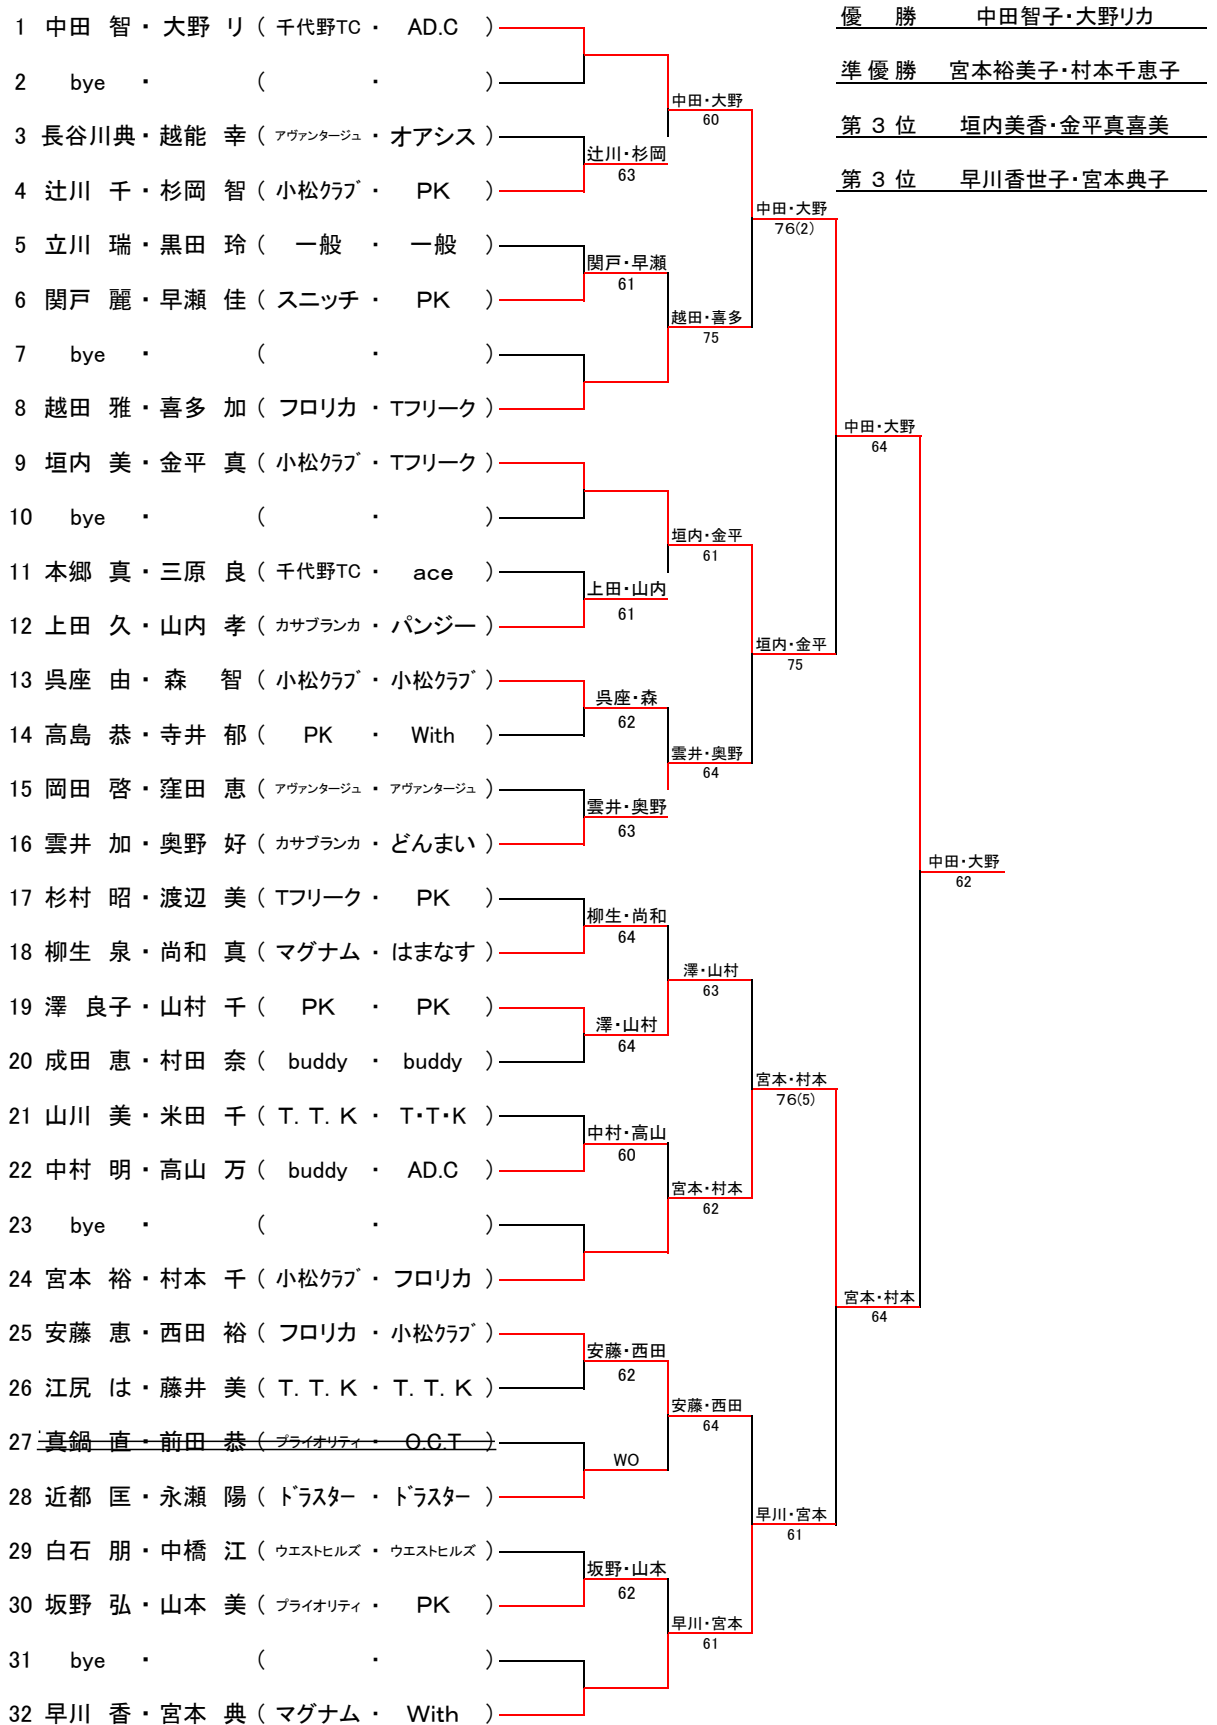 優　勝　中田智子・大野リカ
準 優 勝　宮本裕美子・村本千恵子
第 3 位　垣内美香・金平真喜美
第 3 位　早川香世子・宮本典子
1 中田 智・大野 リ ( 千代野TC ・ AD.C )
2 bye ・ ( ・ )
中田・大野
60
3 長谷川典・越能 幸 ( アヴァンタージュ ・ オアシス )
辻川・杉岡
63
4 辻川 千・杉岡 智 ( 小松クラブ ・ PK )
中田・大野
76(2)
5 立川 瑞・黒田 玲 ( 一般 ・ 一般 )
関戸・早瀬
61
6 関戸 麗・早瀬 佳 ( スニッチ ・ PK )
越田・喜多
75
7 bye ・ ( ・ )
8 越田 雅・喜多 加 ( フロリカ ・ Tフリーク )
中田・大野
64
9 垣内 美・金平 真 ( 小松クラブ ・ Tフリーク )
10 bye ・ ( ・ )
垣内・金平
61
11 本郷 真・三原 良 ( 千代野TC ・ ace )
上田・山内
61
12 上田 久・山内 孝 ( カサブランカ ・ パンジー )
垣内・金平
75
13 呉座 由・森 智 ( 小松クラブ ・ 小松クラブ )
呉座・森
62
14 高島 恭・寺井 郁 ( PK ・ With )
雲井・奥野
64
15 岡田 啓・窪田 恵 ( アヴァンタージュ ・ アヴァンタージュ )
雲井・奥野
63
16 雲井 加・奥野 好 ( カサブランカ ・ どんまい )
中田・大野
62
17 杉村 昭・渡辺 美 ( Tフリーク ・ PK )
柳生・尚和
64
18 柳生 泉・尚和 真 ( マグナム ・ はまなす )
澤・山村
63
19 澤 良子・山村 千 ( PK ・ PK )
澤・山村
64
20 成田 恵・村田 奈 ( buddy ・ buddy )
宮本・村本
76(5)
21 山川 美・米田 千 ( T. T. K ・ T・T・K )
中村・高山
60
22 中村 明・高山 万 ( buddy ・ AD.C )
宮本・村本
62
23 bye ・ ( ・ )
24 宮本 裕・村本 千 ( 小松クラブ ・ フロリカ )
宮本・村本
64
25 安藤 恵・西田 裕 ( フロリカ ・ 小松クラブ )
安藤・西田
62
26 江尻 は・藤井 美 ( T. T. K ・ T. T. K )
安藤・西田
64
27 真鍋 直・前田 恭 ( プライオリティ ・ O.C.T )
WO
28 近都 匡・永瀬 陽 ( ドラスター ・ ドラスター )
早川・宮本
61
29 白石 朋・中橋 江 ( ウエストヒルズ ・ ウエストヒルズ )
坂野・山本
62
30 坂野 弘・山本 美 ( プライオリティ ・ PK )
早川・宮本
61
31 bye ・ ( ・ )
32 早川 香・宮本 典 ( マグナム ・ With )